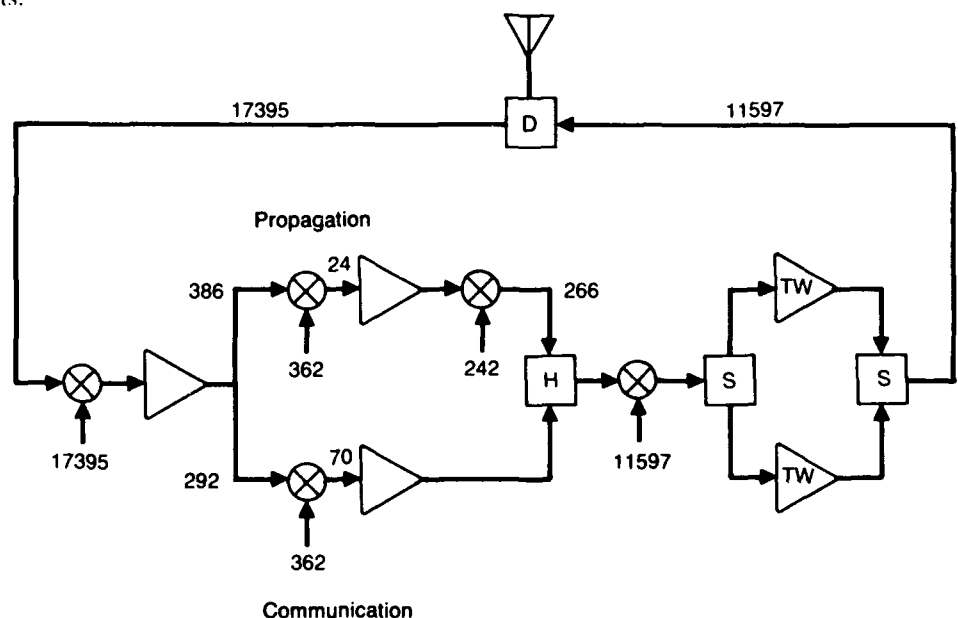 ts.
17395
D
11597
Propagation
386
24
266
362
242
TW
H
S
S
17395
11597
292
70
TW
362
Communication